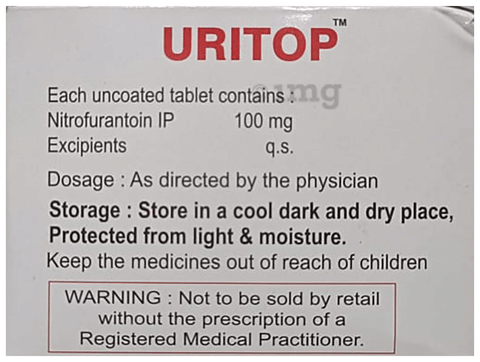 URITOP™
Each uncoated tablet contains :
Nitrofurantoin IP 100 mg
Excipients q.s.
Dosage : As directed by the physician
Storage : Store in a cool dark and dry place,
Protected from light & moisture.
Keep the medicines out of reach of children
WARNING : Not to be sold by retail
without the prescription of a
Registered Medical Practitioner.